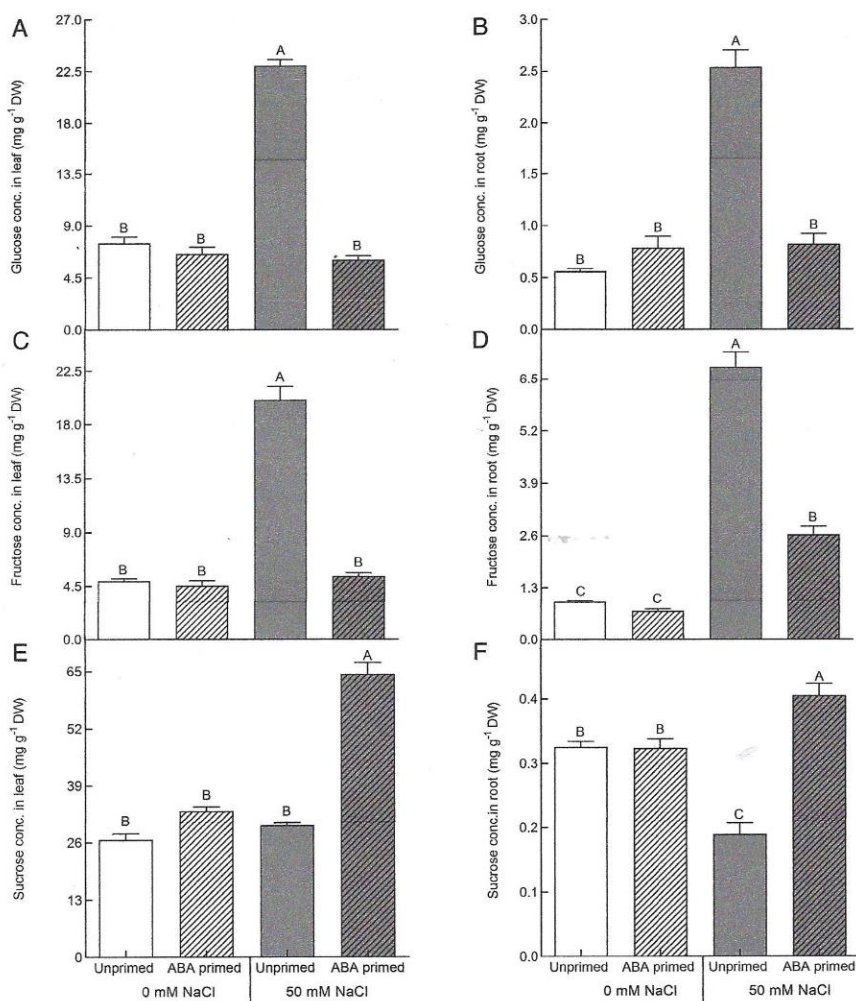 A
Glucose conc. in leaf (mg g⁻¹ DW)
27.0
22.5
18.0
13.5
9.0
4.5
0.0
B
B
A
B
B
Glucose conc. in root (mg g⁻¹ DW)
3.0
2.5
2.0
1.5
1.0
0.5
0.0
B
B
A
B
C
Fructose conc. in leaf (mg g⁻¹ DW)
22.5
18.0
13.5
9.0
4.5
0.0
B
B
A
B
D
Fructose conc. in root (mg g⁻¹ DW)
6.5
5.2
3.9
2.6
1.3
0.0
C
C
A
B
E
Sucrose conc. in leaf (mg g⁻¹ DW)
65
52
39
26
13
0
B
B
B
A
Unprimed
ABA primed
Unprimed
ABA primed
0 mM NaCl
50 mM NaCl
F
Sucrose conc.in root (mg g⁻¹ DW)
0.4
0.3
0.2
0.1
0.0
B
B
C
A
Unprimed
ABA primed
Unprimed
ABA primed
0 mM NaCl
50 mM NaCl